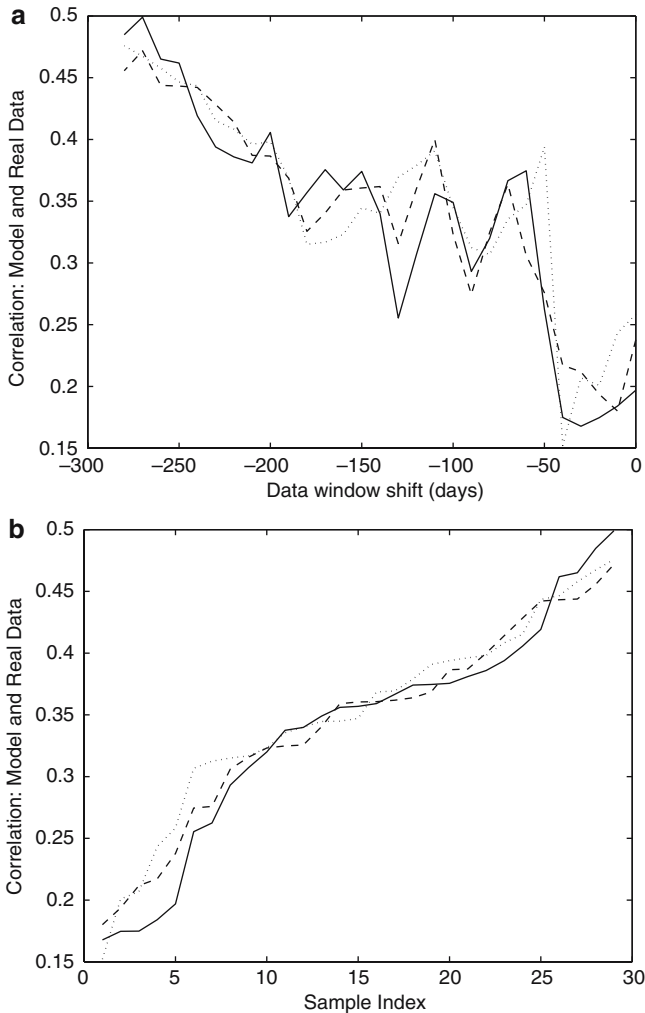 a
0.5
0.45
0.4
0.35
0.3
0.25
0.2
0.15
Correlation: Model and Real Data
−300 −250 −200 −150 −100 −50 0
Data window shift (days)
b
0.5
0.45
0.4
0.35
0.3
0.25
0.2
0.15
Correlation: Model and Real Data
0 5 10 15 20 25 30
Sample Index